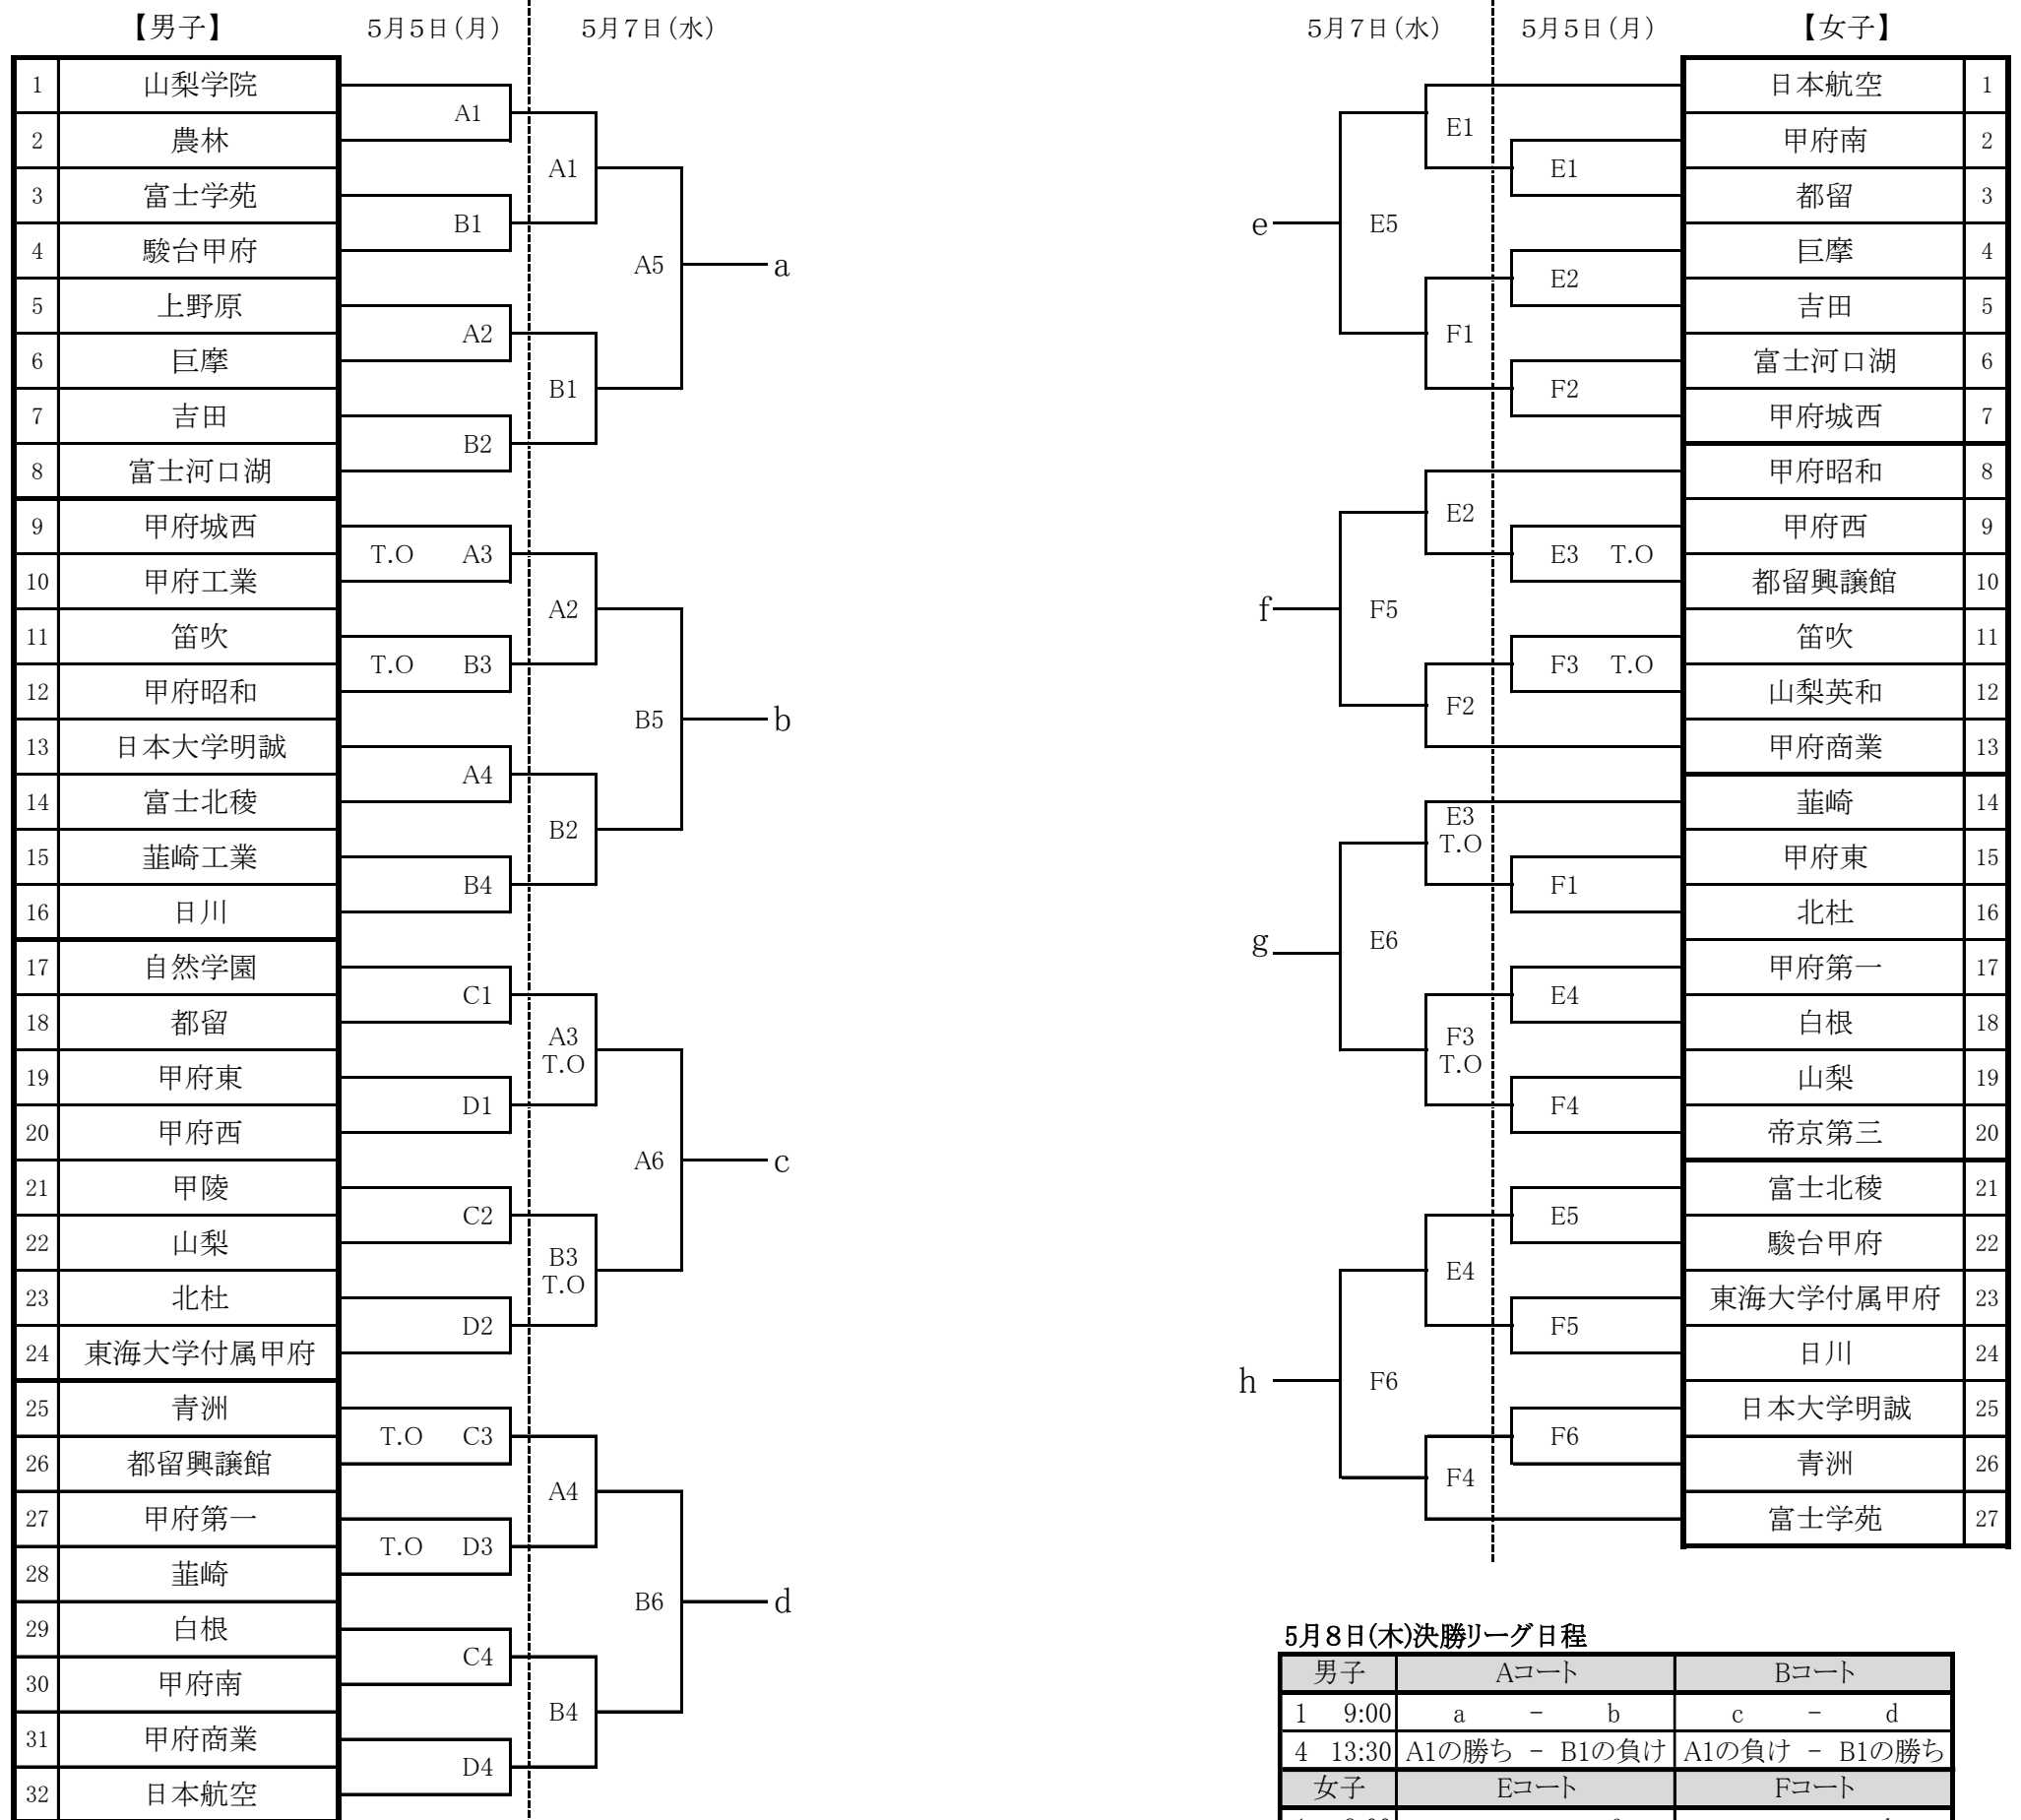 【男子】 5月5日(月) 5月7日(水)
1 山梨学院
A1
2 農林
A1
3 富士学苑
B1
4 駿台甲府
A5 a
5 上野原
A2
6 巨摩
B1
7 吉田
B2
8 富士河口湖
9 甲府城西
T.O A3
10 甲府工業
A2
11 笛吹
T.O B3
12 甲府昭和
B5 b
13 日本大学明誠
A4
14 富士北稜
B2
15 韮崎工業
B4
16 日川
17 自然学園
C1
18 都留
A3
T.O
19 甲府東
D1
20 甲府西
A6 c
21 甲陵
C2
22 山梨
B3
T.O
23 北杜
D2
24 東海大学付属甲府
25 青洲
T.O C3
26 都留興譲館
A4
27 甲府第一
T.O D3
28 韮崎
B6 d
29 白根
C4
30 甲府南
B4
31 甲府商業
D4
32 日本航空
5月7日(水) 5月5日(月) 【女子】
日本航空 1
E1
甲府南 2
E1
都留 3
e E5
巨摩 4
E2
吉田 5
F1
富士河口湖 6
F2
甲府城西 7
甲府昭和 8
E2
甲府西 9
E3 T.O
都留興譲館 10
f F5
笛吹 11
F3 T.O
山梨英和 12
F2
甲府商業 13
韮崎 14
E3
T.O
甲府東 15
F1
北杜 16
g E6
甲府第一 17
E4
白根 18
F3
T.O
山梨 19
F4
帝京第三 20
富士北稜 21
E5
駿台甲府 22
E4
東海大学付属甲府 23
F5
日川 24
h F6
日本大学明誠 25
F6
青洲 26
F4
富士学苑 27
5月8日(木)決勝リーグ日程
男子 Aコート Bコート
1 9:00 a - b c - d
4 13:30 A1の勝ち - B1の負け A1の負け - B1の勝ち
女子 Eコート Fコート